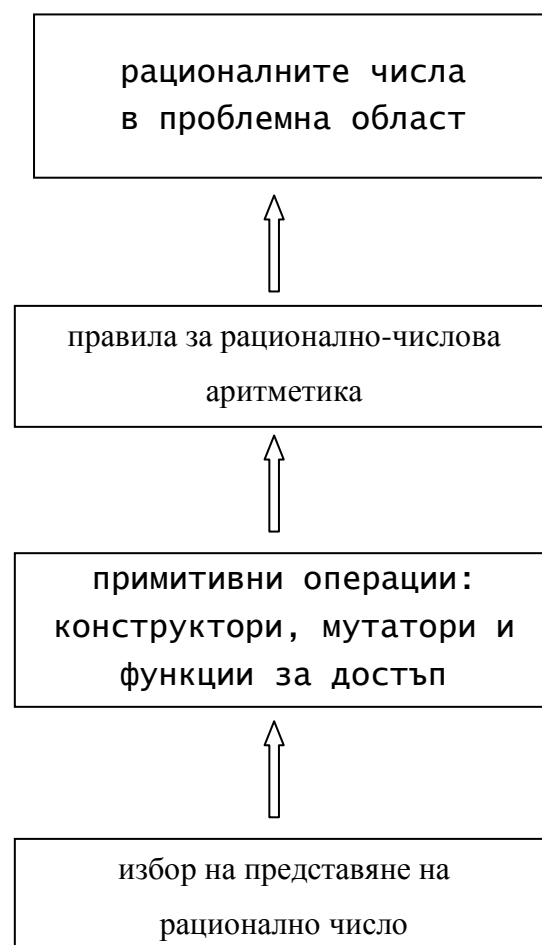 рационалните числа
в проблемна област
правила за рационално-числова
аритметика
примитивни операции:
конструктори, мутатори и
функции за достъп
избор на представяне на
рационално число